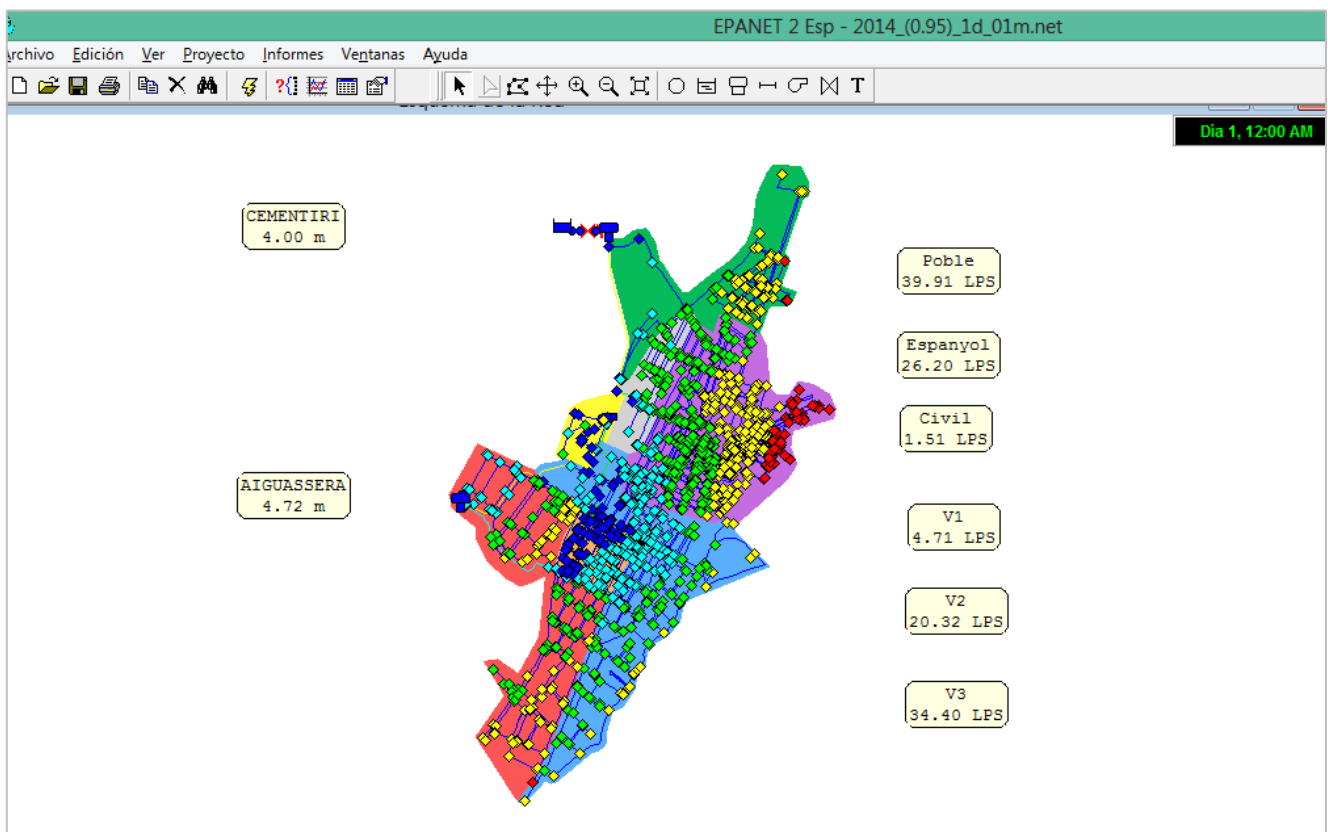 EPANET 2 Esp - 2014_(0.95)_1d_01m.net
Archivo Edición Ver Proyecto Informes Ventanas Ayuda
T
Día 1, 12:00 AM
CEMENTIRI
4.00 m
Poble
39.91 LPS
Espanyol
26.20 LPS
Civil
1.51 LPS
AIGUASSERA
4.72 m
V1
4.71 LPS
V2
20.32 LPS
V3
34.40 LPS